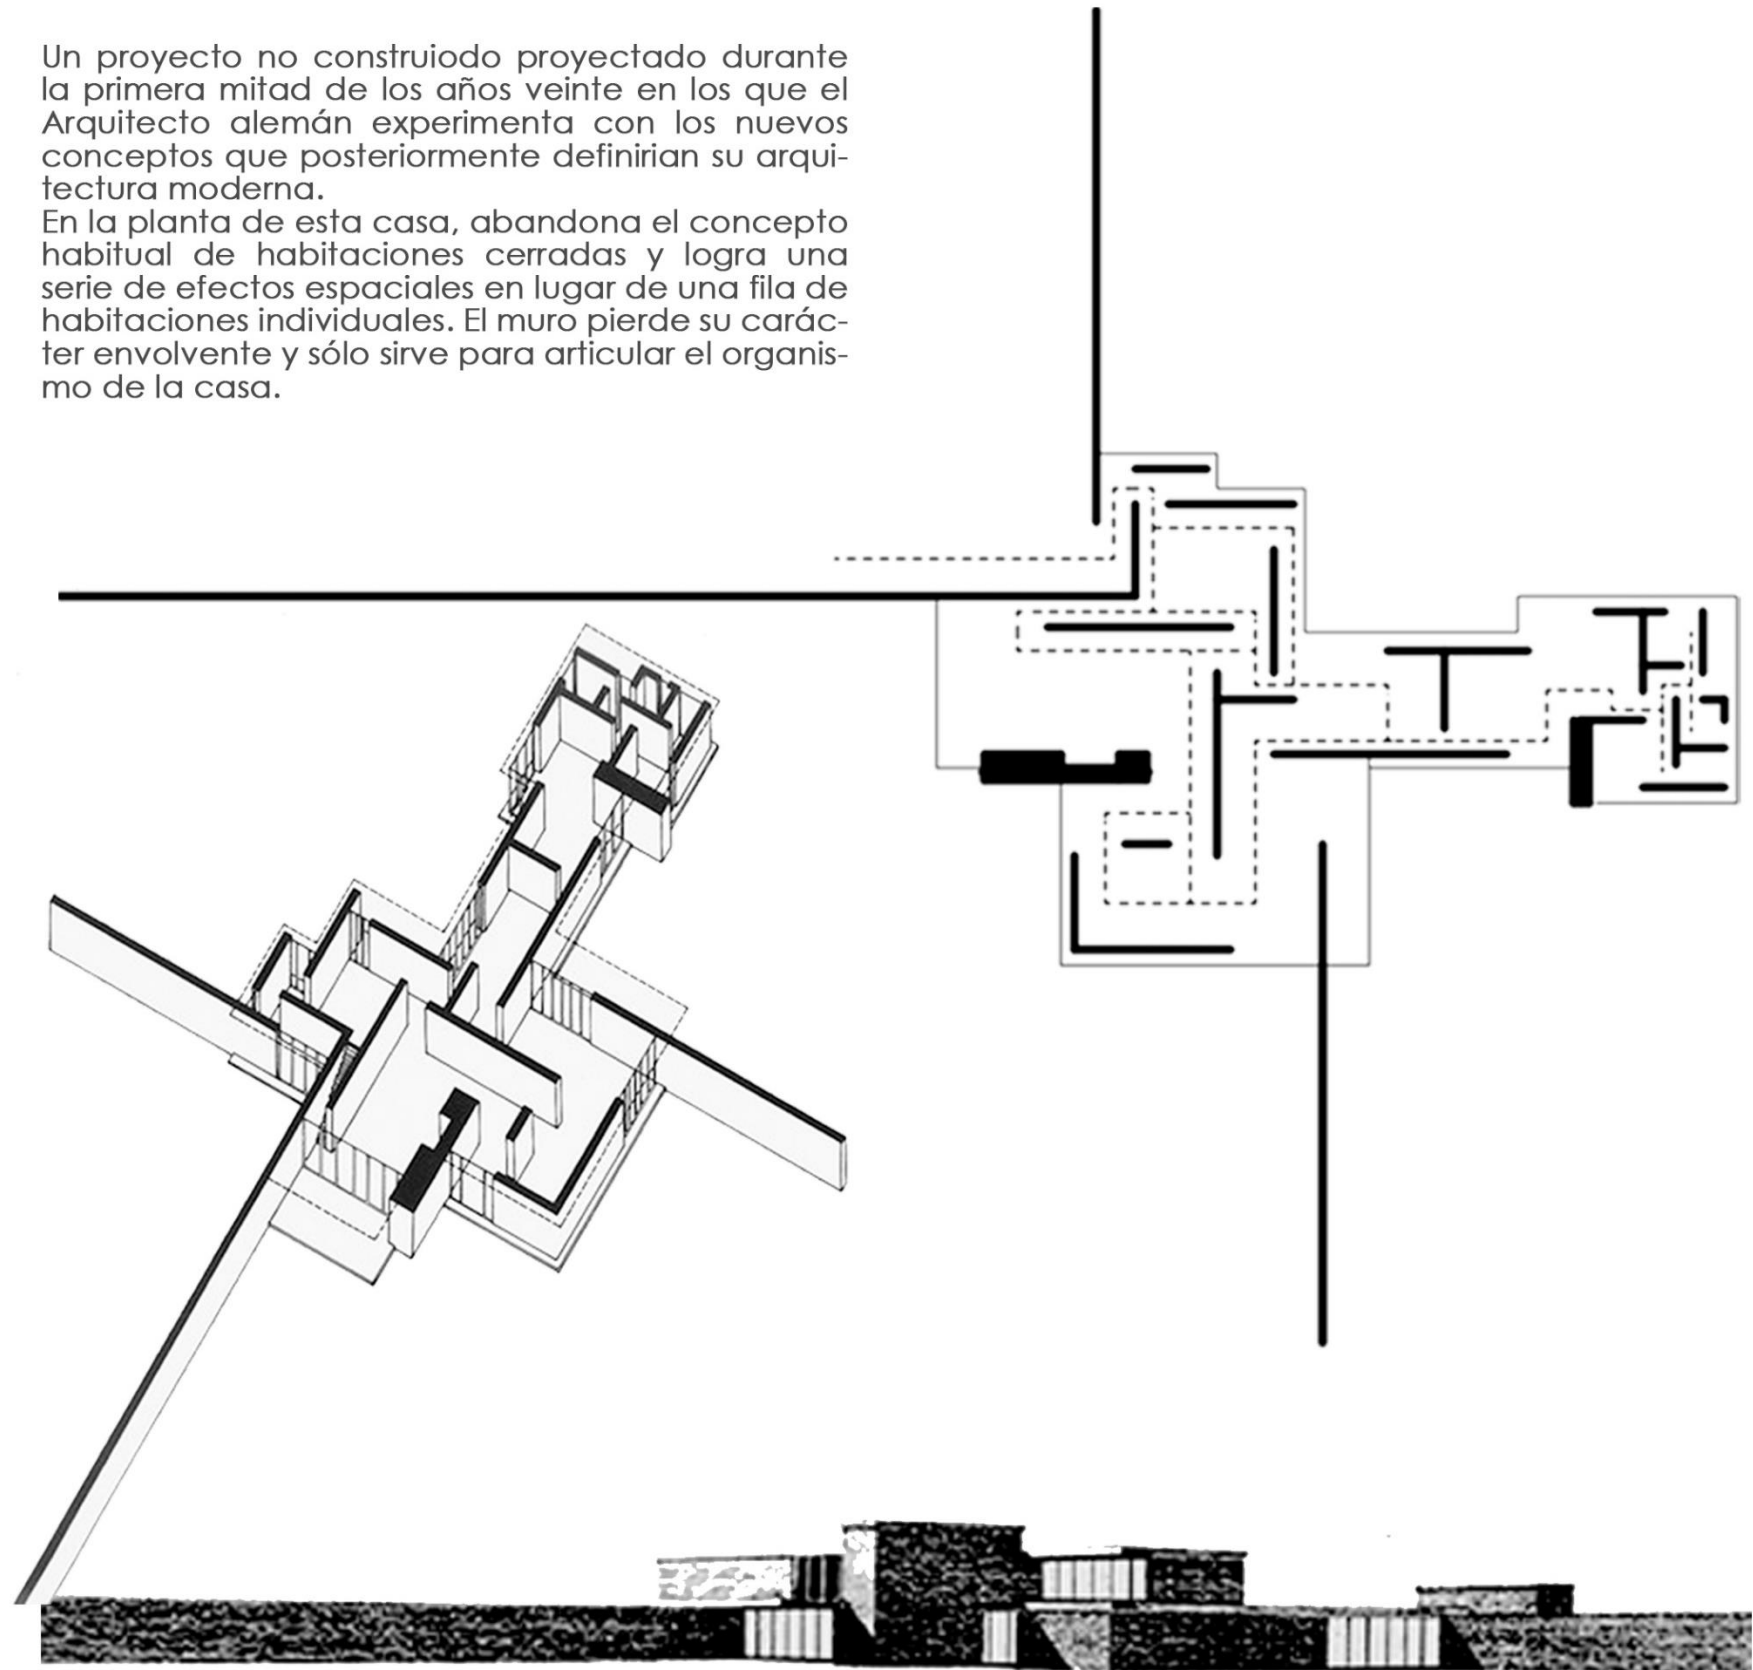 Un proyecto no construiodo proyectado durante
la primera mitad de los años veinte en los que el
Arquitecto alemán experimenta con los nuevos
conceptos que posteriormente definirian su arqui-
tectura moderna.
En la planta de esta casa, abandona el concepto
habitual de habitaciones cerradas y logra una
serie de efectos espaciales en lugar de una fila de
habitaciones individuales. El muro pierde su carác-
ter envolvente y sólo sirve para articular el organis-
mo de la casa.